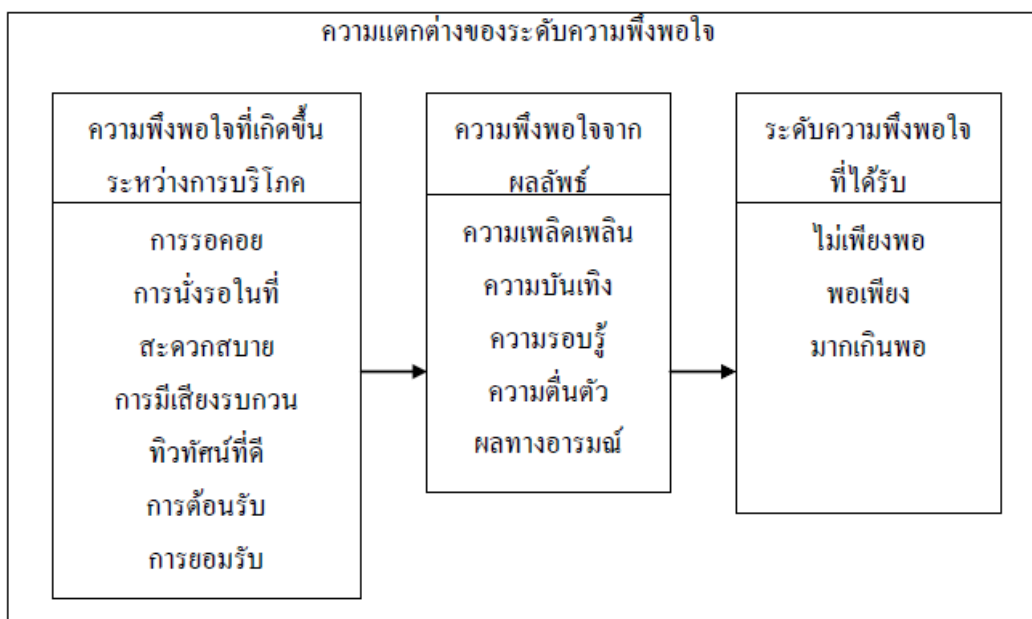 ความแตกต่างของระดับความพึงพอใจ
ความพึงพอใจที่เกิดขึ้น
ระหว่างการบริโภค
การรอคอย
การนั่งรอในที่
สะดวกสบาย
การมีเสียงรบกวน
ทิวทัศน์ที่ดี
การต้อนรับ
การยอมรับ
ความพึงพอใจจาก
ผลลัพธ์
ความเพลิดเพลิน
ความบันเทิง
ความรอบรู้
ความตื่นตัว
ผลทางอารมณ์
ระดับความพึงพอใจ
ที่ได้รับ
ไม่เพียงพอ
พอเพียง
มากเกินพอ